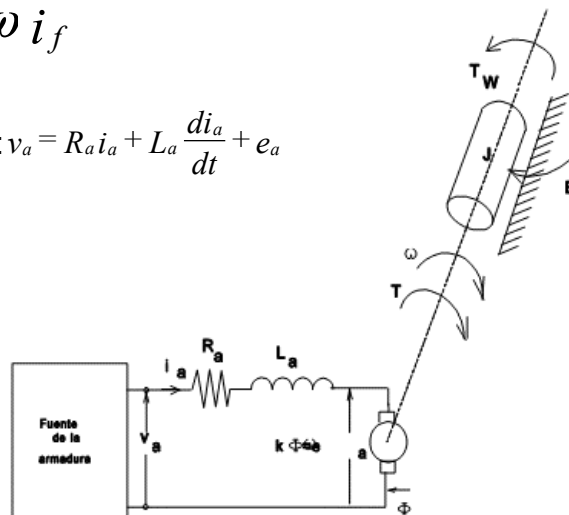 ω i_f
: v_a = R_a i_a + L_a di_a/dt + e_a
T_W
J
B
ω
T
R_a
L_a
i_a
Fuente
de la
armadura
v_a
a
Φ